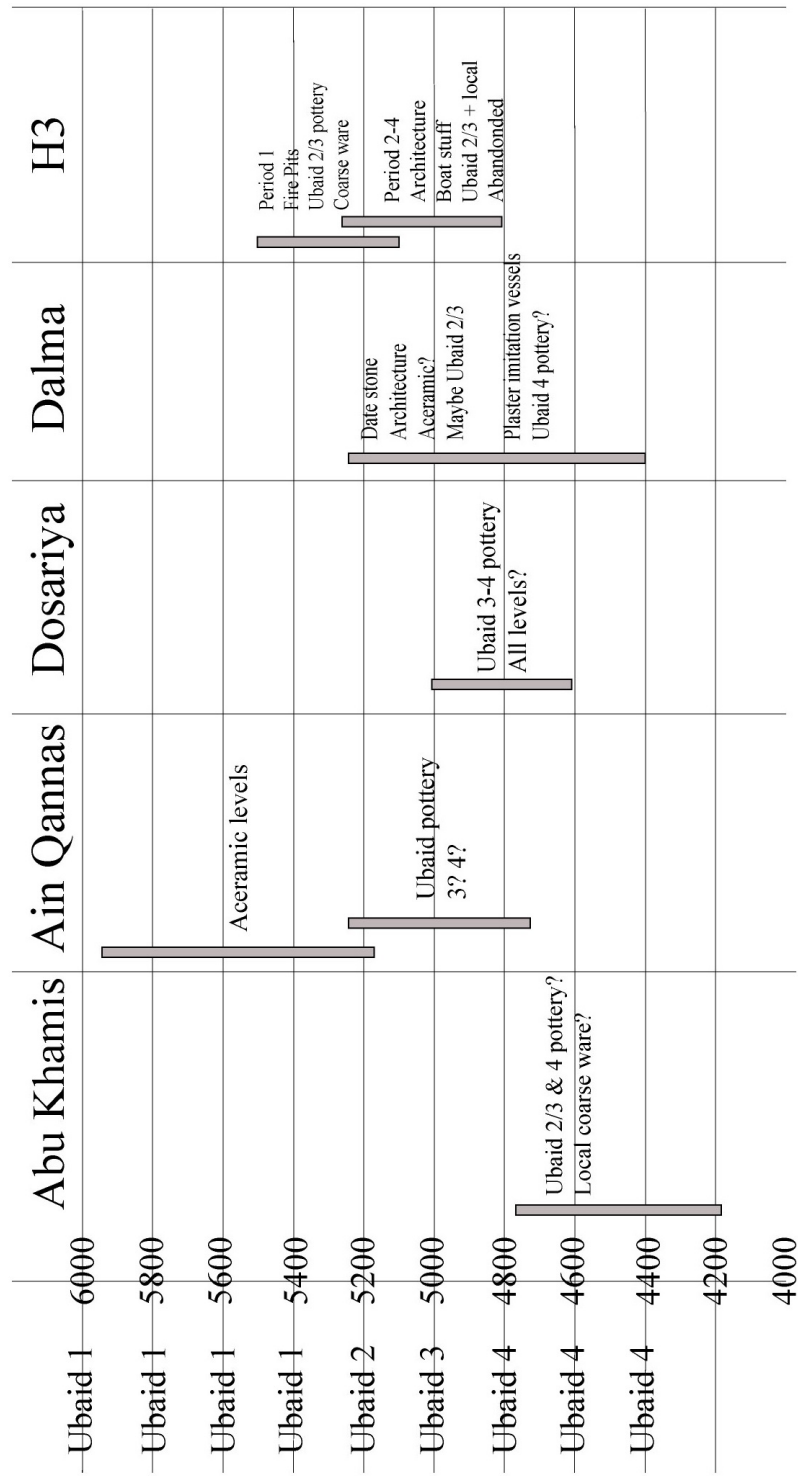 Abu Khamis
Ain Qannas
Dosariya
Dalma
H3
Ubaid 1 6000
Ubaid 1 5800
Ubaid 1 5600
Ubaid 1 5400
Ubaid 2 5200
Ubaid 3 5000
Ubaid 4 4800
Ubaid 4 4600
Ubaid 4 4400
4200
4000
Ubaid 2/3 & 4 pottery?
Local coarse ware?
Aceramic levels
Ubaid pottery
3? 4?
Ubaid 3-4 pottery
All levels?
Date stone
Architecture
Aceramic?
Maybe Ubaid 2/3
Plaster imitation vessels
Ubaid 4 pottery?
Period 1
Fire Pits
Ubaid 2/3 pottery
Coarse ware
Period 2-4
Architecture
Boat stuff
Ubaid 2/3 + local
Abandonded